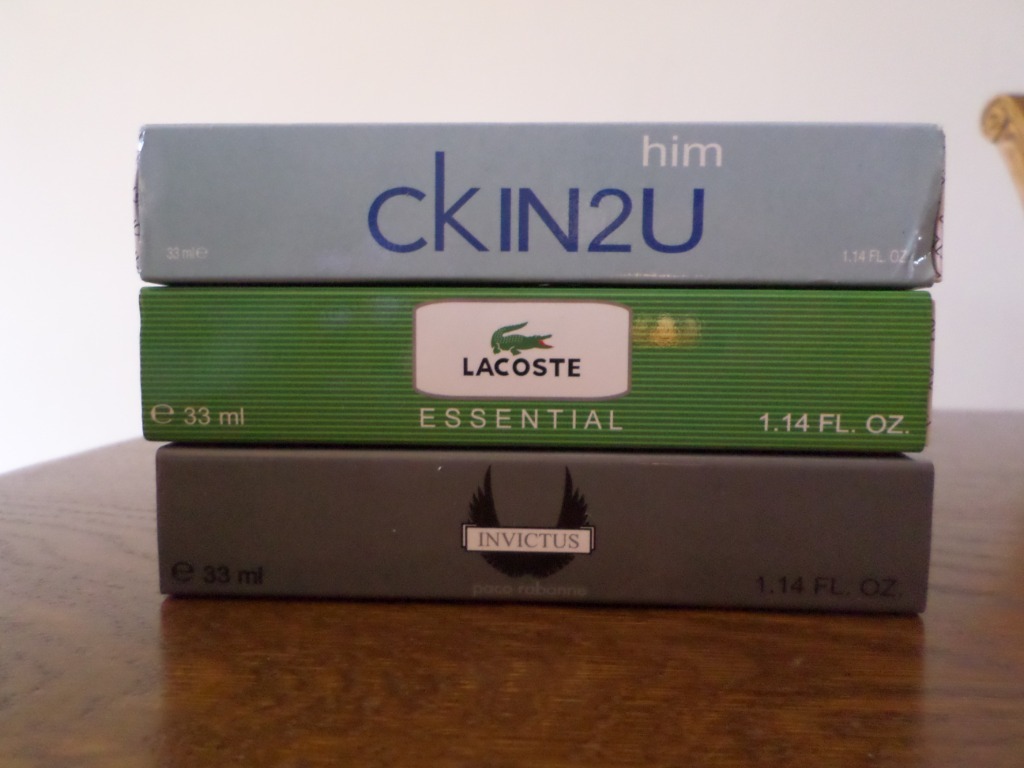 him
ckIN2U
33 ml℮ 1.14 FL. OZ.
LACOSTE
℮ 33 ml ESSENTIAL 1.14 FL. OZ.
INVICTUS
℮ 33 ml 1.14 FL. OZ.
paco rabanne